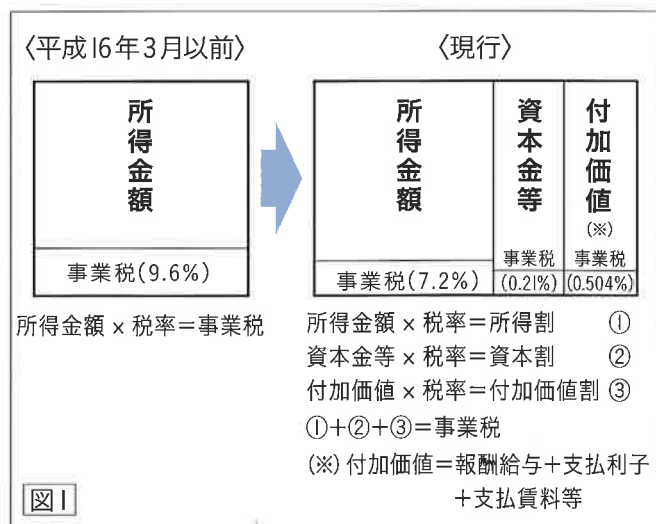 〈平成16年3月以前〉
所得金額
事業税(9.6%)
所得金額×税率=事業税
〈現行〉
所得金額
事業税(7.2%)
資本金等
事業税
(0.21%)
付加価値
(※)
事業税
(0.504%)
所得金額×税率=所得割 ①
資本金等×税率=資本割 ②
付加価値×税率=付加価値割 ③
①+②+③=事業税
(※)付加価値=報酬給与+支払利子
+支払賃料等
図1